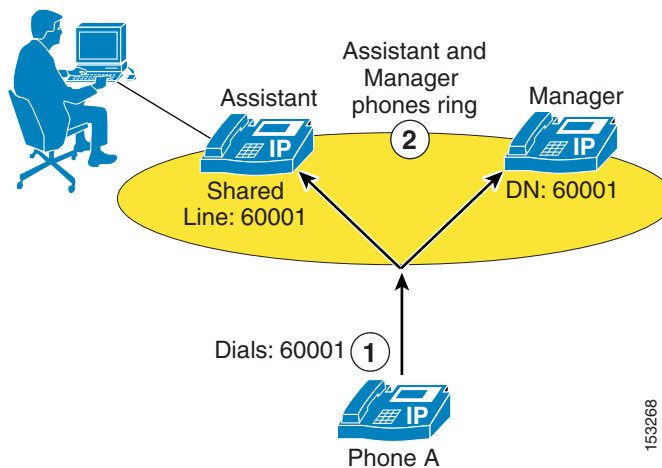 Assistant and
Manager
phones ring
2
Assistant
Manager
IP
IP
Shared
Line: 60001
DN: 60001
Dials: 60001 1
IP
Phone A
153268